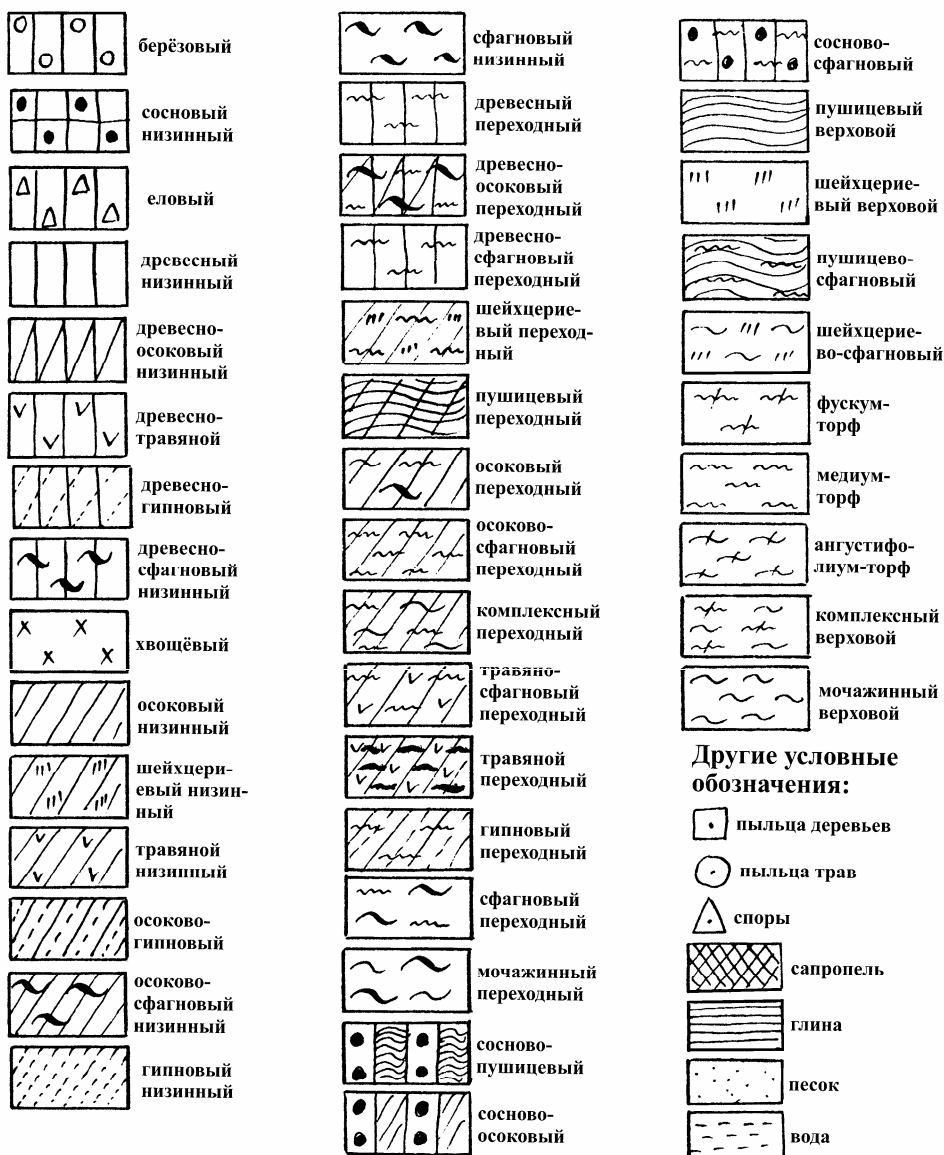 берёзовый
сосновый
низинный
еловый
древесный
низинный
древесно-
осоковый
низинный
древесно-
травяной
древесно-
гипновый
древесно-
сфагновый
низинный
хвощёвый
осоковый
низинный
шейхцери-
евый низин-
ный
травяной
низинный
осоково-
гипновый
осоково-
сфагновый
низинный
гипновый
низинный
сфагновый
низинный
древесный
переходный
древесно-
осоковый
переходный
древесно-
сфагновый
переходный
шейхцерие-
вый переход-
ный
пушицевый
переходный
осоковый
переходный
осоково-
сфагновый
переходный
комплексный
переходный
травяно-
сфагновый
переходный
травяной
переходный
гипновый
переходный
сфагновый
переходный
мочажинный
переходный
сосново-
пушицевый
сосново-
осоковый
сосново-
сфагновый
пушицевый
верховой
шейхцерие-
вый верховой
пушицево-
сфагновый
шейхцерие-
во-сфагновый
фускум-
торф
медиум-
торф
ангустифо-
лиум-торф
комплексный
верховой
мочажинный
верховой
Другие условные
обозначения:
пыльца деревьев
пыльца трав
споры
сапропель
глина
песок
вода